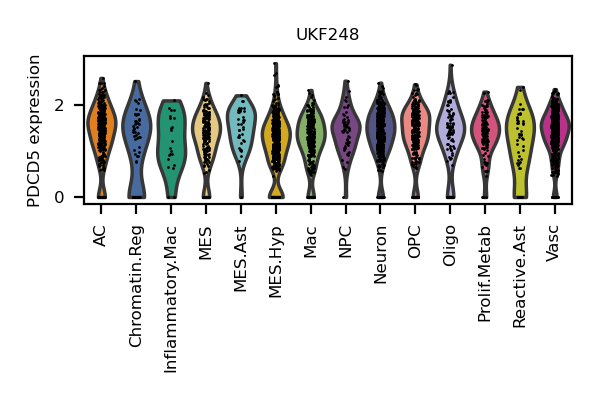 UKF248
PDCD5 expression
2
0
AC
Chromatin.Reg
Inflammatory.Mac
MES
MES.Ast
MES.Hyp
Mac
NPC
Neuron
OPC
Oligo
Prolif.Metab
Reactive.Ast
Vasc